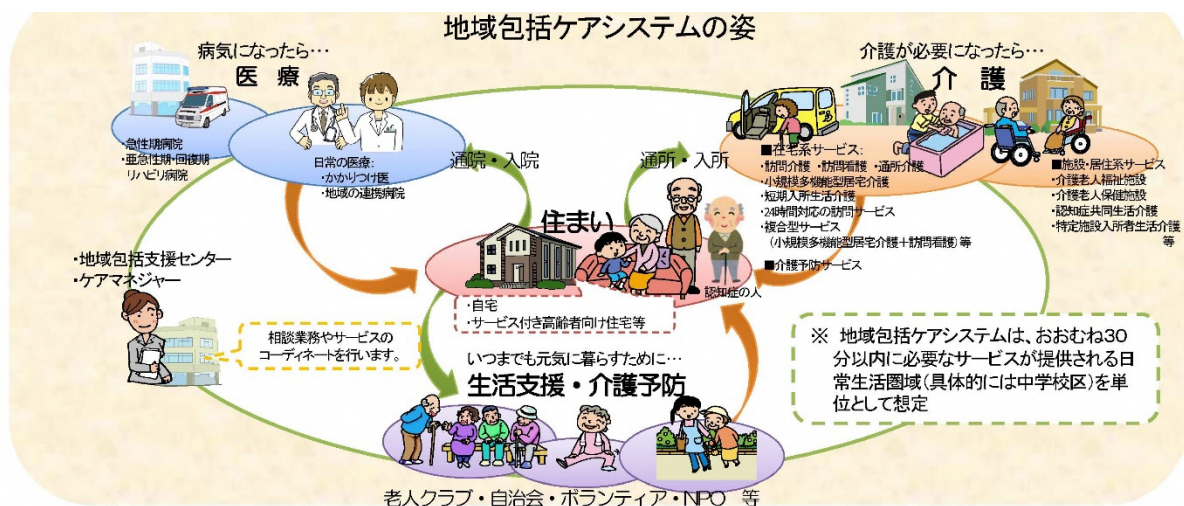 地域包括ケアシステムの姿
病気になったら…
医 療
・急性期病院
・亜急性期・回復期
リハビリ病院
日常の医療:
・かかりつけ医
・地域の連携病院
通院・入院
通所・入所
介護が必要になったら…
介 護
■在宅系サービス:
・訪問介護 ・訪問看護 ・通所介護
・小規模多機能型居宅介護
・短期入所生活介護
・24時間対応の訪問サービス
・複合型サービス
（小規模多機能型居宅介護＋訪問看護）等
■介護予防サービス
■施設・居住系サービス
・介護老人福祉施設
・介護老人保健施設
・認知症共同生活介護
・特定施設入所者生活介護
等
住まい
認知症の人
・自宅
・サービス付き高齢者向け住宅等
・地域包括支援センター
・ケアマネジャー
相談業務やサービスの
コーディネートを行います。
いつまでも元気に暮らすために…
生活支援・介護予防
老人クラブ・自治会・ボランティア・NPO 等
※ 地域包括ケアシステムは、おおむね30
分以内に必要なサービスが提供される日
常生活圏域（具体的には中学校区）を単
位として想定